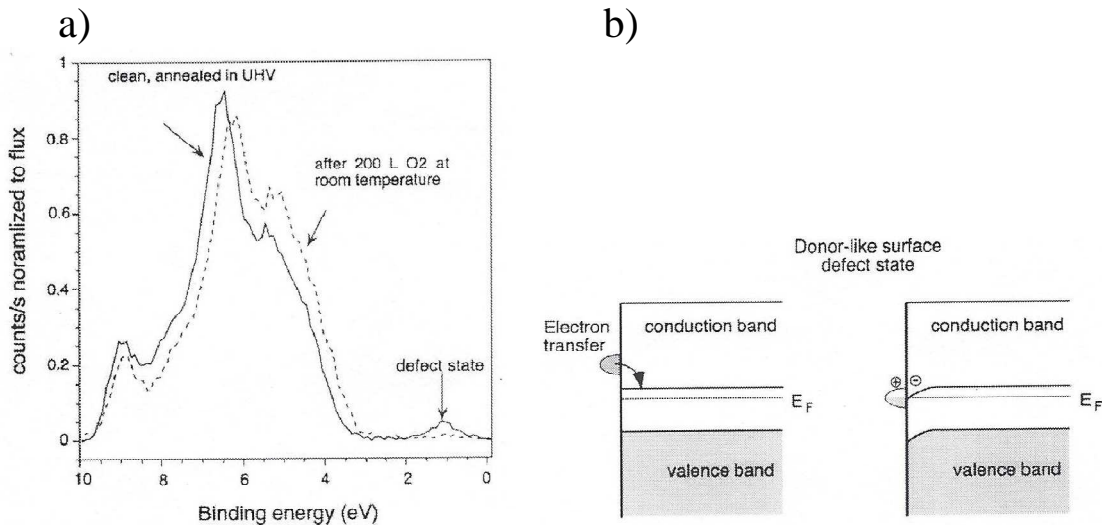 a)
b)
1
clean, annealed in UHV
0.8
after 200 L O2 at
room temperature
0.6
0.4
0.2
0
defect state
counts/s noramlized to flux
10
8
6
4
2
0
Binding energy (eV)
Donor-like surface
defect state
Electron
transfer
conduction band
E_F
valence band
conduction band
⊕ ⊖
E_F
valence band